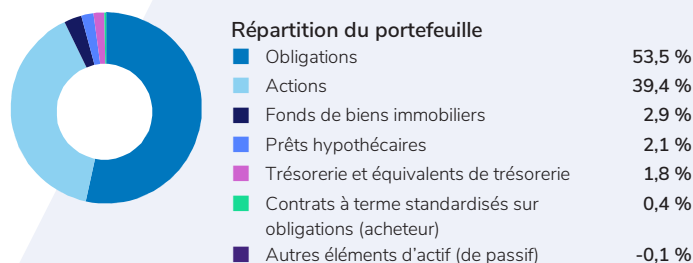 Répartition du portefeuille
Obligations 53,5 %
Actions 39,4 %
Fonds de biens immobiliers 2,9 %
Prêts hypothécaires 2,1 %
Trésorerie et équivalents de trésorerie 1,8 %
Contrats à terme standardisés sur 0,4 %
obligations (acheteur)
Autres éléments d’actif (de passif) -0,1 %